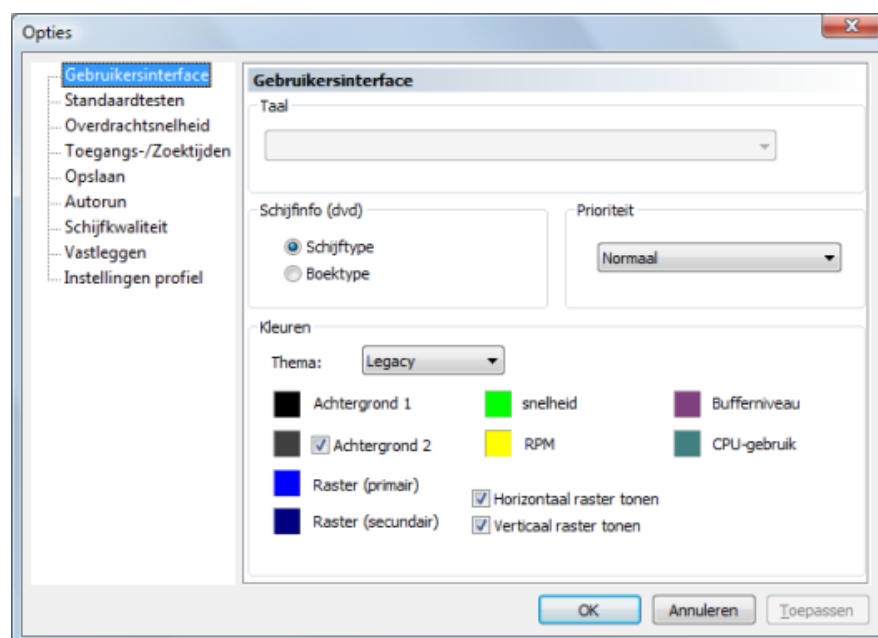 Opties
Gebruikersinterface
Standaardtesten
Overdrachtsnelheid
Toegangs-/Zoektijden
Opslaan
Autorun
Schijfkwaliteit
Vastleggen
Instellingen profiel
Gebruikersinterface
Taal
Schijfinfo (dvd)
Schijftype
Boektype
Prioriteit
Normaal
Kleuren
Thema: Legacy
Achtergrond 1 snelheid Bufferniveau
Achtergrond 2 RPM CPU-gebruik
Raster (primair)
Horizontaal raster tonen
Raster (secundair)
Verticaal raster tonen
OK Annuleren Toepassen